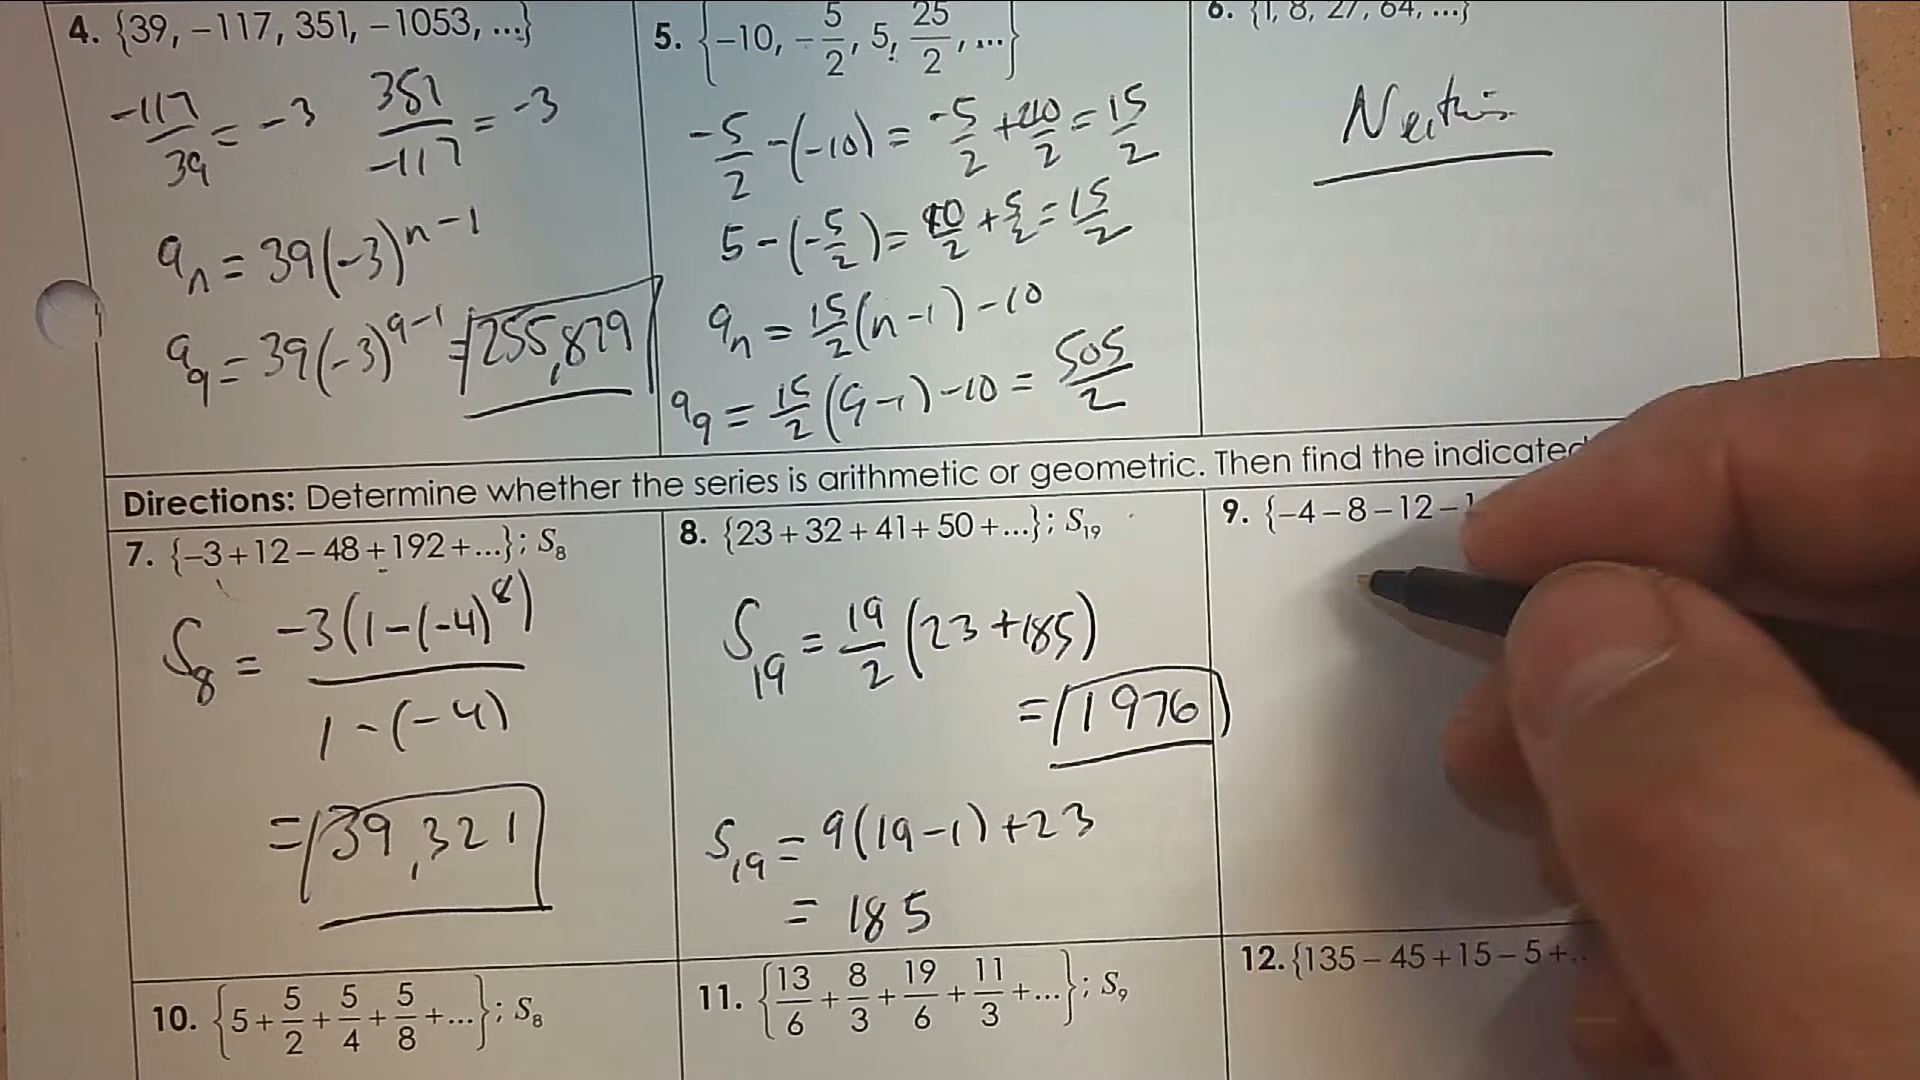 4. {39, −117, 351, −1053, ...}
-117/39 = -3 351/-117 = -3
a_n = 39(-3)^{n-1}
a_9 = 39(-3)^{9-1} = 255,879
5. {−10, −5/2, 5, 25/2, ...}
-5/2 -(-10) = -5/2 + 20/2 = 15/2
5-(-5/2) = 10/2 + 5/2 = 15/2
a_n = 15/2(n-1)-10
a_9 = 15/2(9-1)-10 = 505/2
6. {1, 8, 27, 64, ...}
Neither
Directions: Determine whether the series is arithmetic or geometric. Then find the indicated
7. {−3+12−48+192+...}; S₈
S_8 = -3(1-(-4)^8)/1-(-4)
= 39,321
8. {23+32+41+50+...}; S₁₉
S_19 = 19/2(23+185)
= 1976
S_19 = 9(19-1)+23
= 185
9. {−4−8−12−
10. {5+5/2+5/4+5/8+...}; S₈
11. {13/6+8/3+19/6+11/3+...}; S₉
12. {135−45+15−5+..